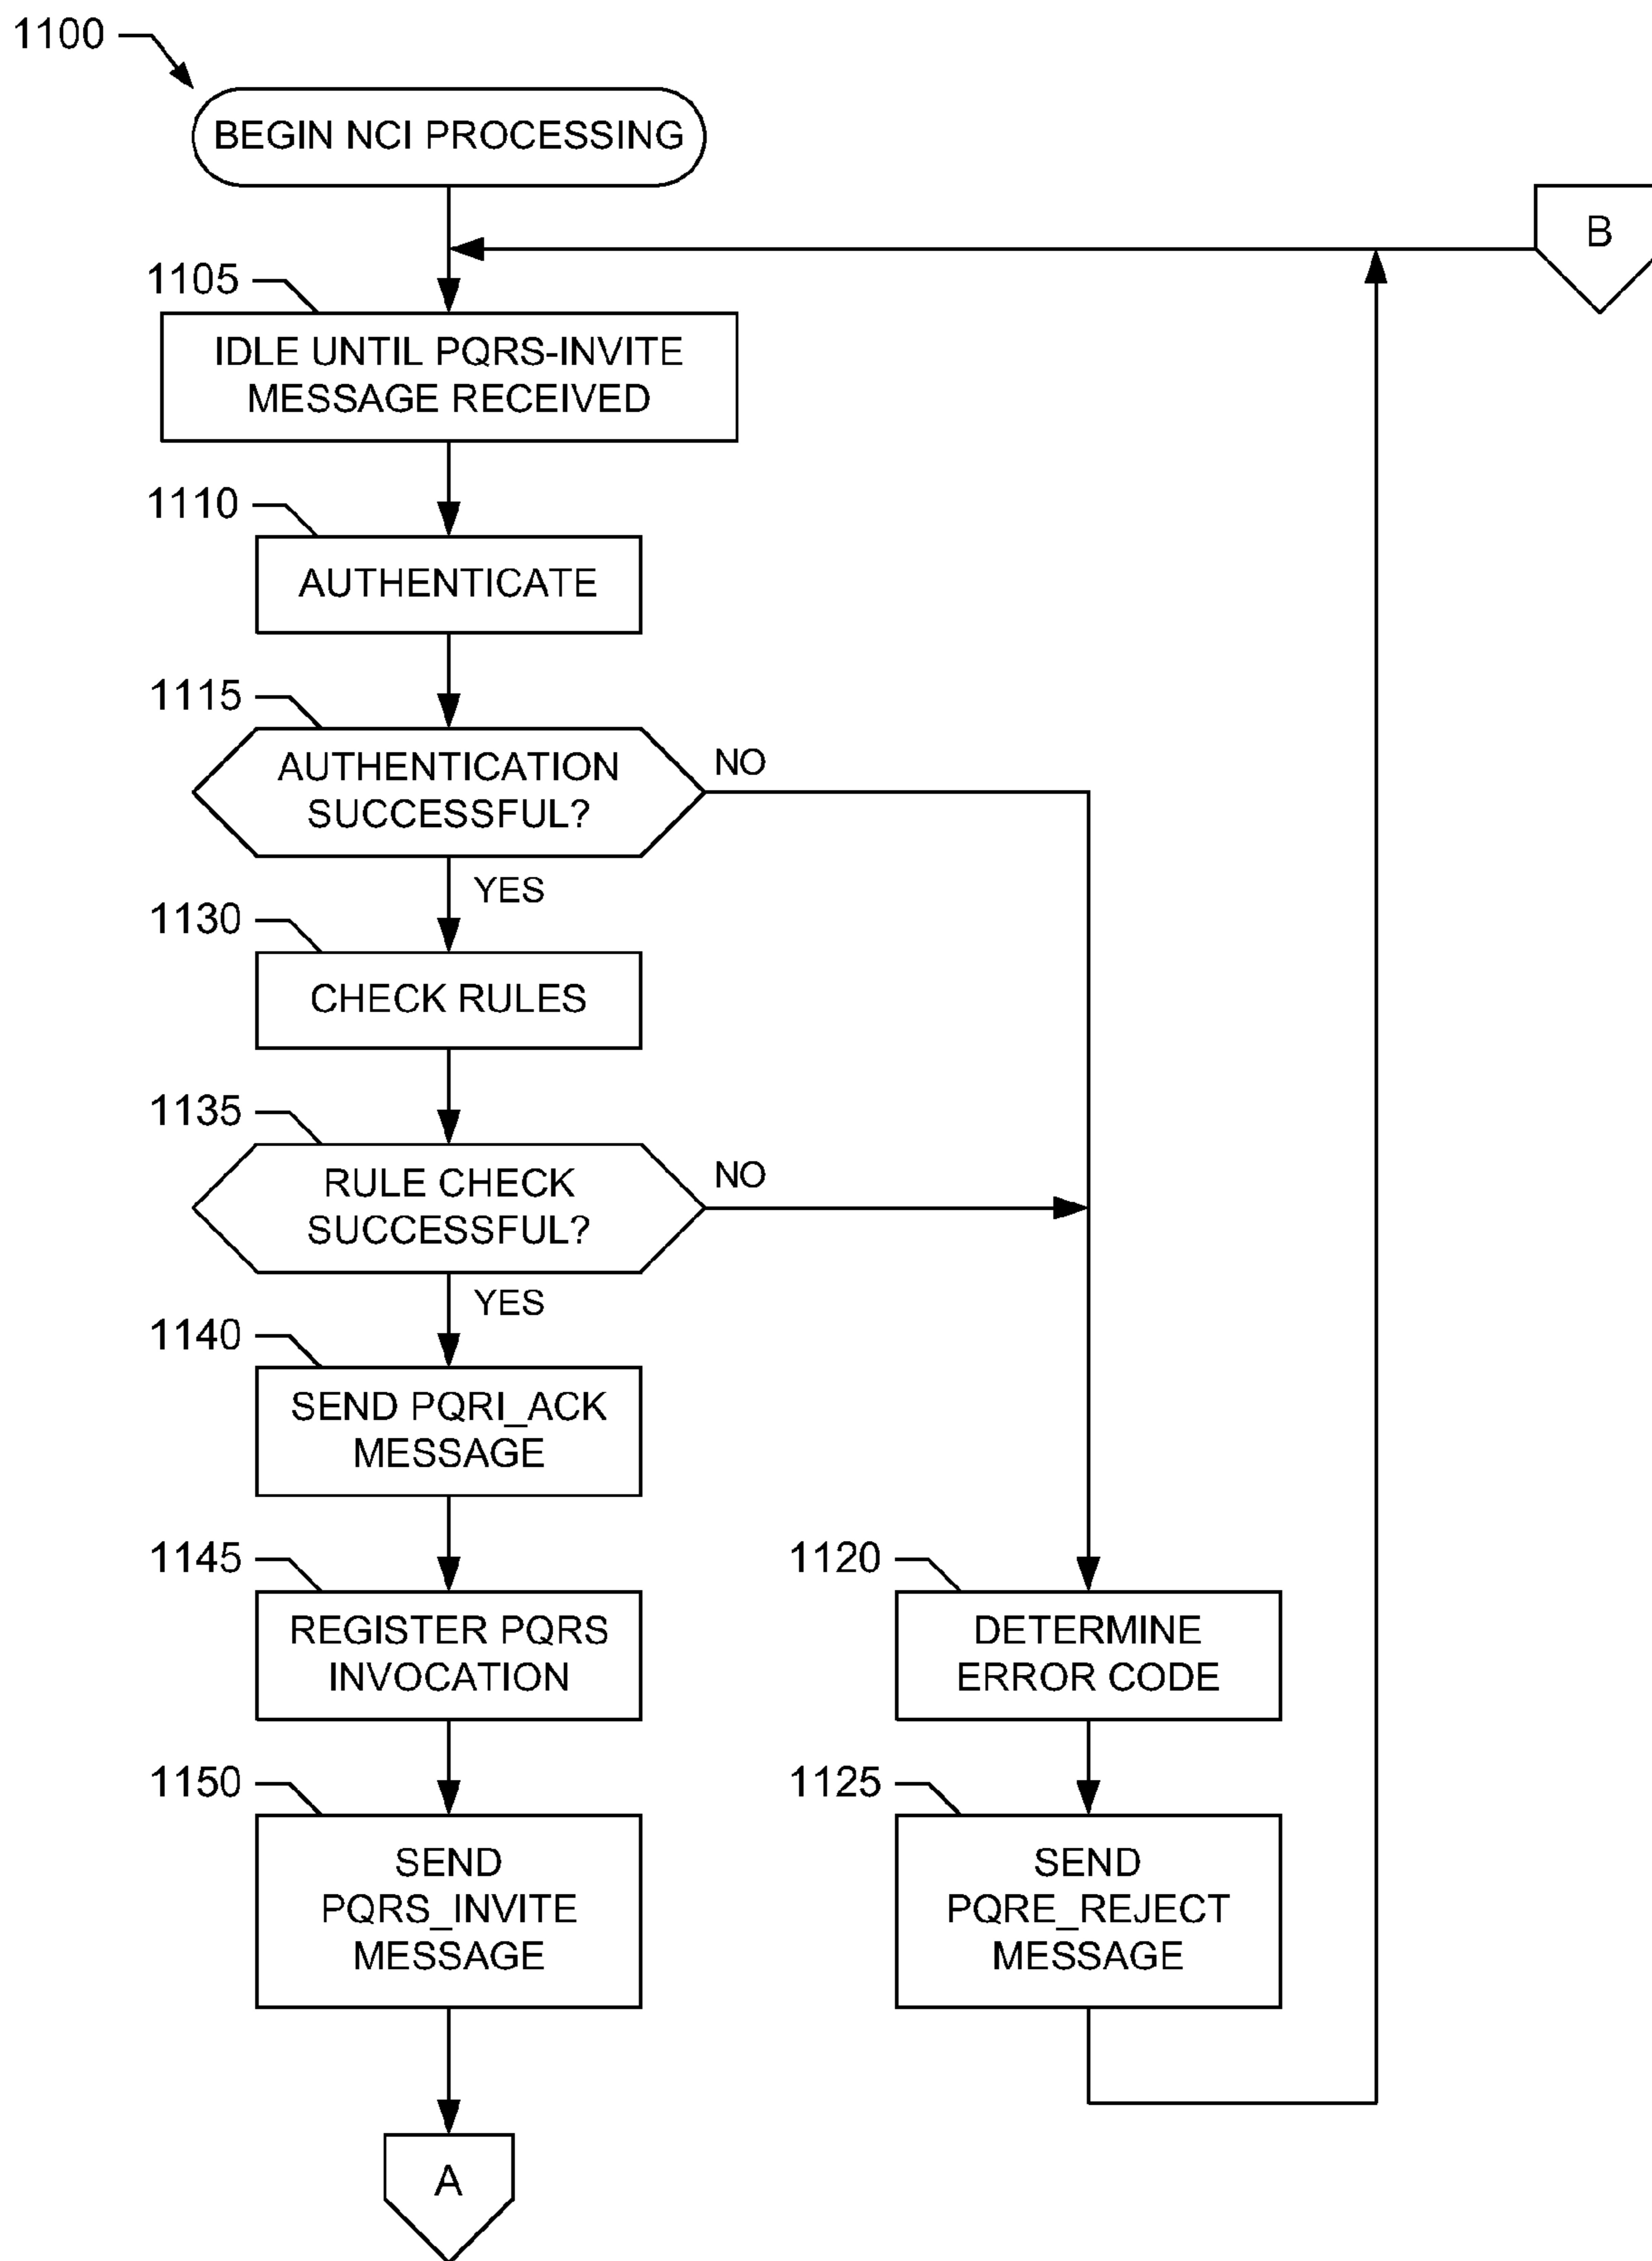 1100
BEGIN NCI PROCESSING
B
1105
IDLE UNTIL PQRS-INVITE
MESSAGE RECEIVED
1110
AUTHENTICATE
1115
AUTHENTICATION
SUCCESSFUL?
NO
YES
1130
CHECK RULES
1135
RULE CHECK
SUCCESSFUL?
NO
YES
1140
SEND PQRI_ACK
MESSAGE
1145
REGISTER PQRS
INVOCATION
1120
DETERMINE
ERROR CODE
1150
SEND
PQRS_INVITE
MESSAGE
1125
SEND
PQRE_REJECT
MESSAGE
A